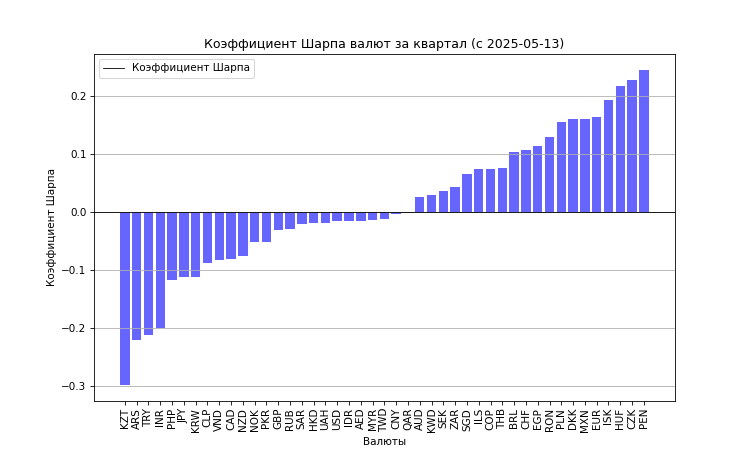 Коэффициент Шарпа валют за квартал (с 2025-05-13)
Коэффициент Шарпа
0.2
0.1
0.0
−0.1
−0.2
−0.3
Коэффициент Шарпа
KZT ARS TRY INR PHP JPY KRW CLP VND CAD NZD NOK PKR GBP RUB SAR HKD UAH USD IDR AED MYR TWD CNY QAR AUD KWD SEK ZAR SGD ILS COP THB BRL CHF EGP RON PLN DKK MXN EUR ISK HUF CZK PEN
Валюты